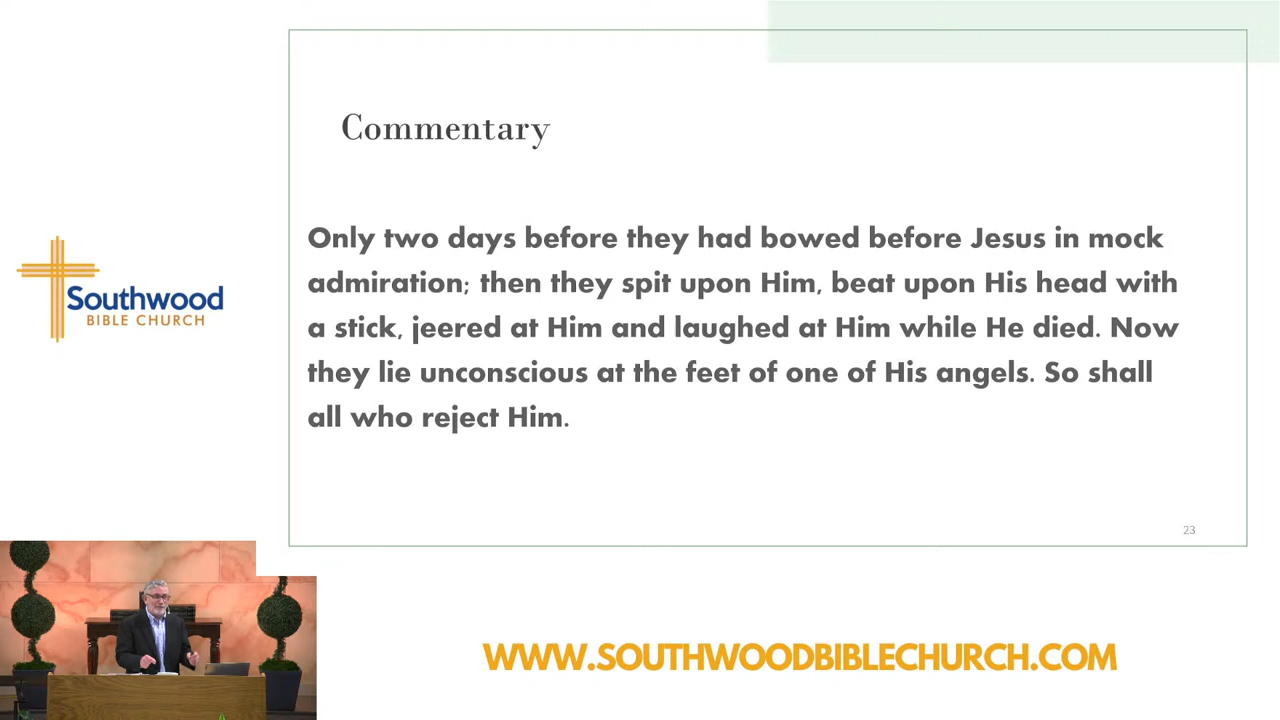 Commentary
Only two days before they had bowed before Jesus in mock
admiration; then they spit upon Him, beat upon His head with
a stick, jeered at Him and laughed at Him while He died. Now
they lie unconscious at the feet of one of His angels. So shall
all who reject Him.
23
Southwood
BIBLE CHURCH
WWW.SOUTHWOODBIBLECHURCH.COM